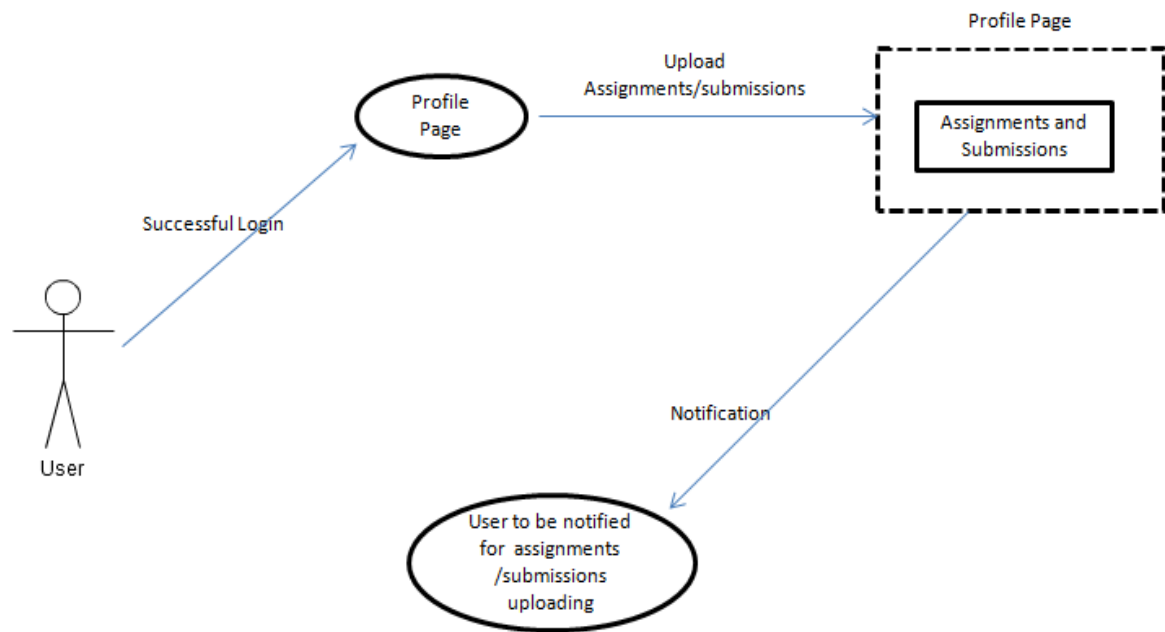 Profile Page
Upload
Assignments/submissions
Profile
Page
Assignments and
Submissions
Successful Login
Notification
User
User to be notified
for assignments
/submissions
uploading